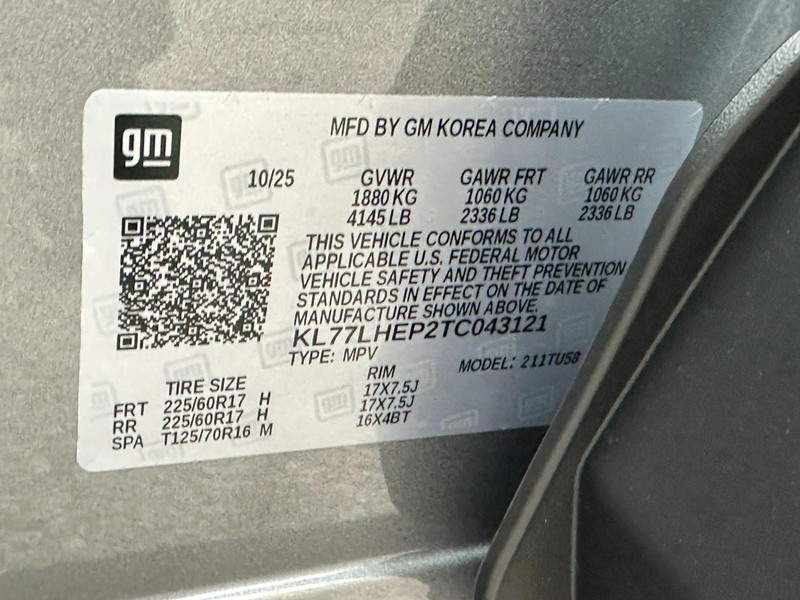 gm
MFD BY GM KOREA COMPANY
10/25 GVWR GAWR FRT GAWR RR
1880 KG 1060 KG 1060 KG
4145 LB 2336 LB 2336 LB
THIS VEHICLE CONFORMS TO ALL
APPLICABLE U.S. FEDERAL MOTOR
VEHICLE SAFETY AND THEFT PREVENTION
STANDARDS IN EFFECT ON THE DATE OF
MANUFACTURE SHOWN ABOVE.
KL77LHEP2TC043121
TYPE: MPV MODEL: 211TU58
TIRE SIZE RIM
FRT 225/60R17 H 17X7.5J
RR 225/60R17 H 17X7.5J
SPA T125/70R16 M 16X4BT